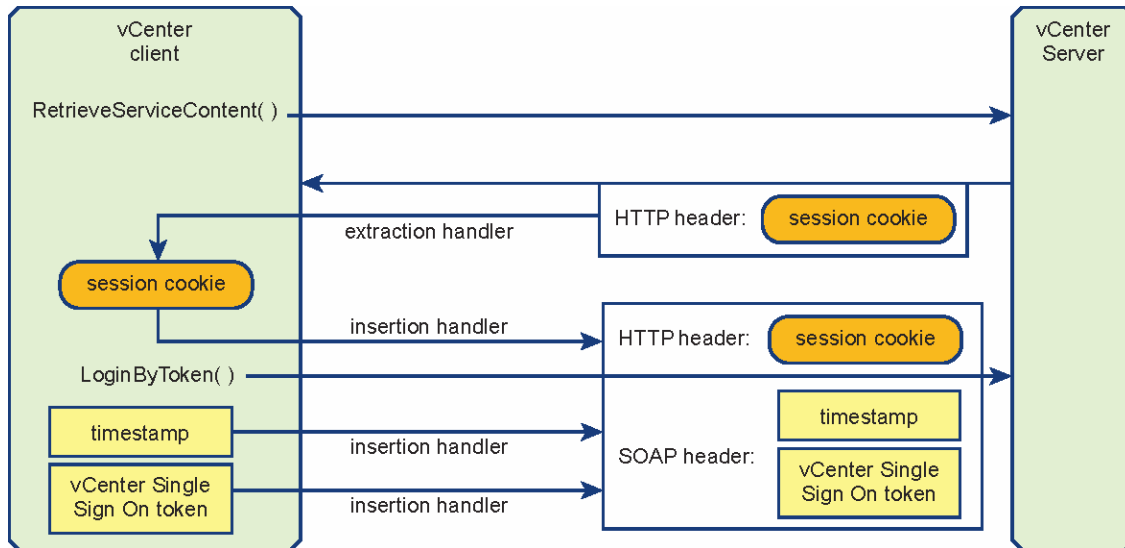 vCenter
client
vCenter
Server
RetrieveServiceContent( )
HTTP header:
session cookie
extraction handler
session cookie
insertion handler
HTTP header:
session cookie
LoginByToken( )
timestamp
insertion handler
SOAP header:
timestamp
vCenter Single
Sign On token
insertion handler
vCenter Single
Sign On token